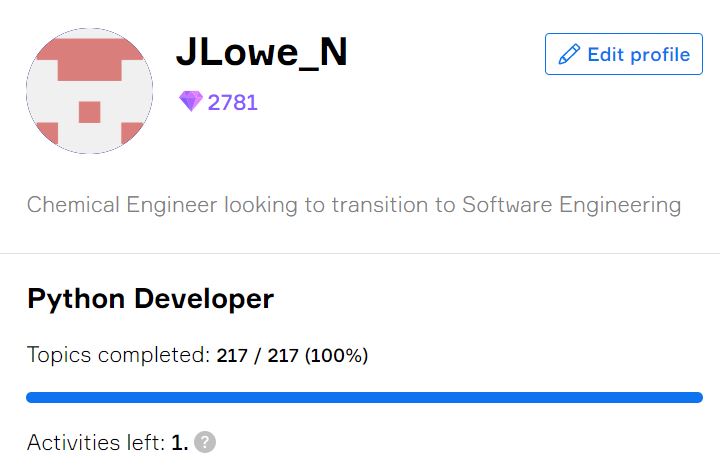 JLowe_N
Edit profile
2781
Chemical Engineer looking to transition to Software Engineering
Python Developer
Topics completed: 217 / 217 (100%)
Activities left: 1. ?